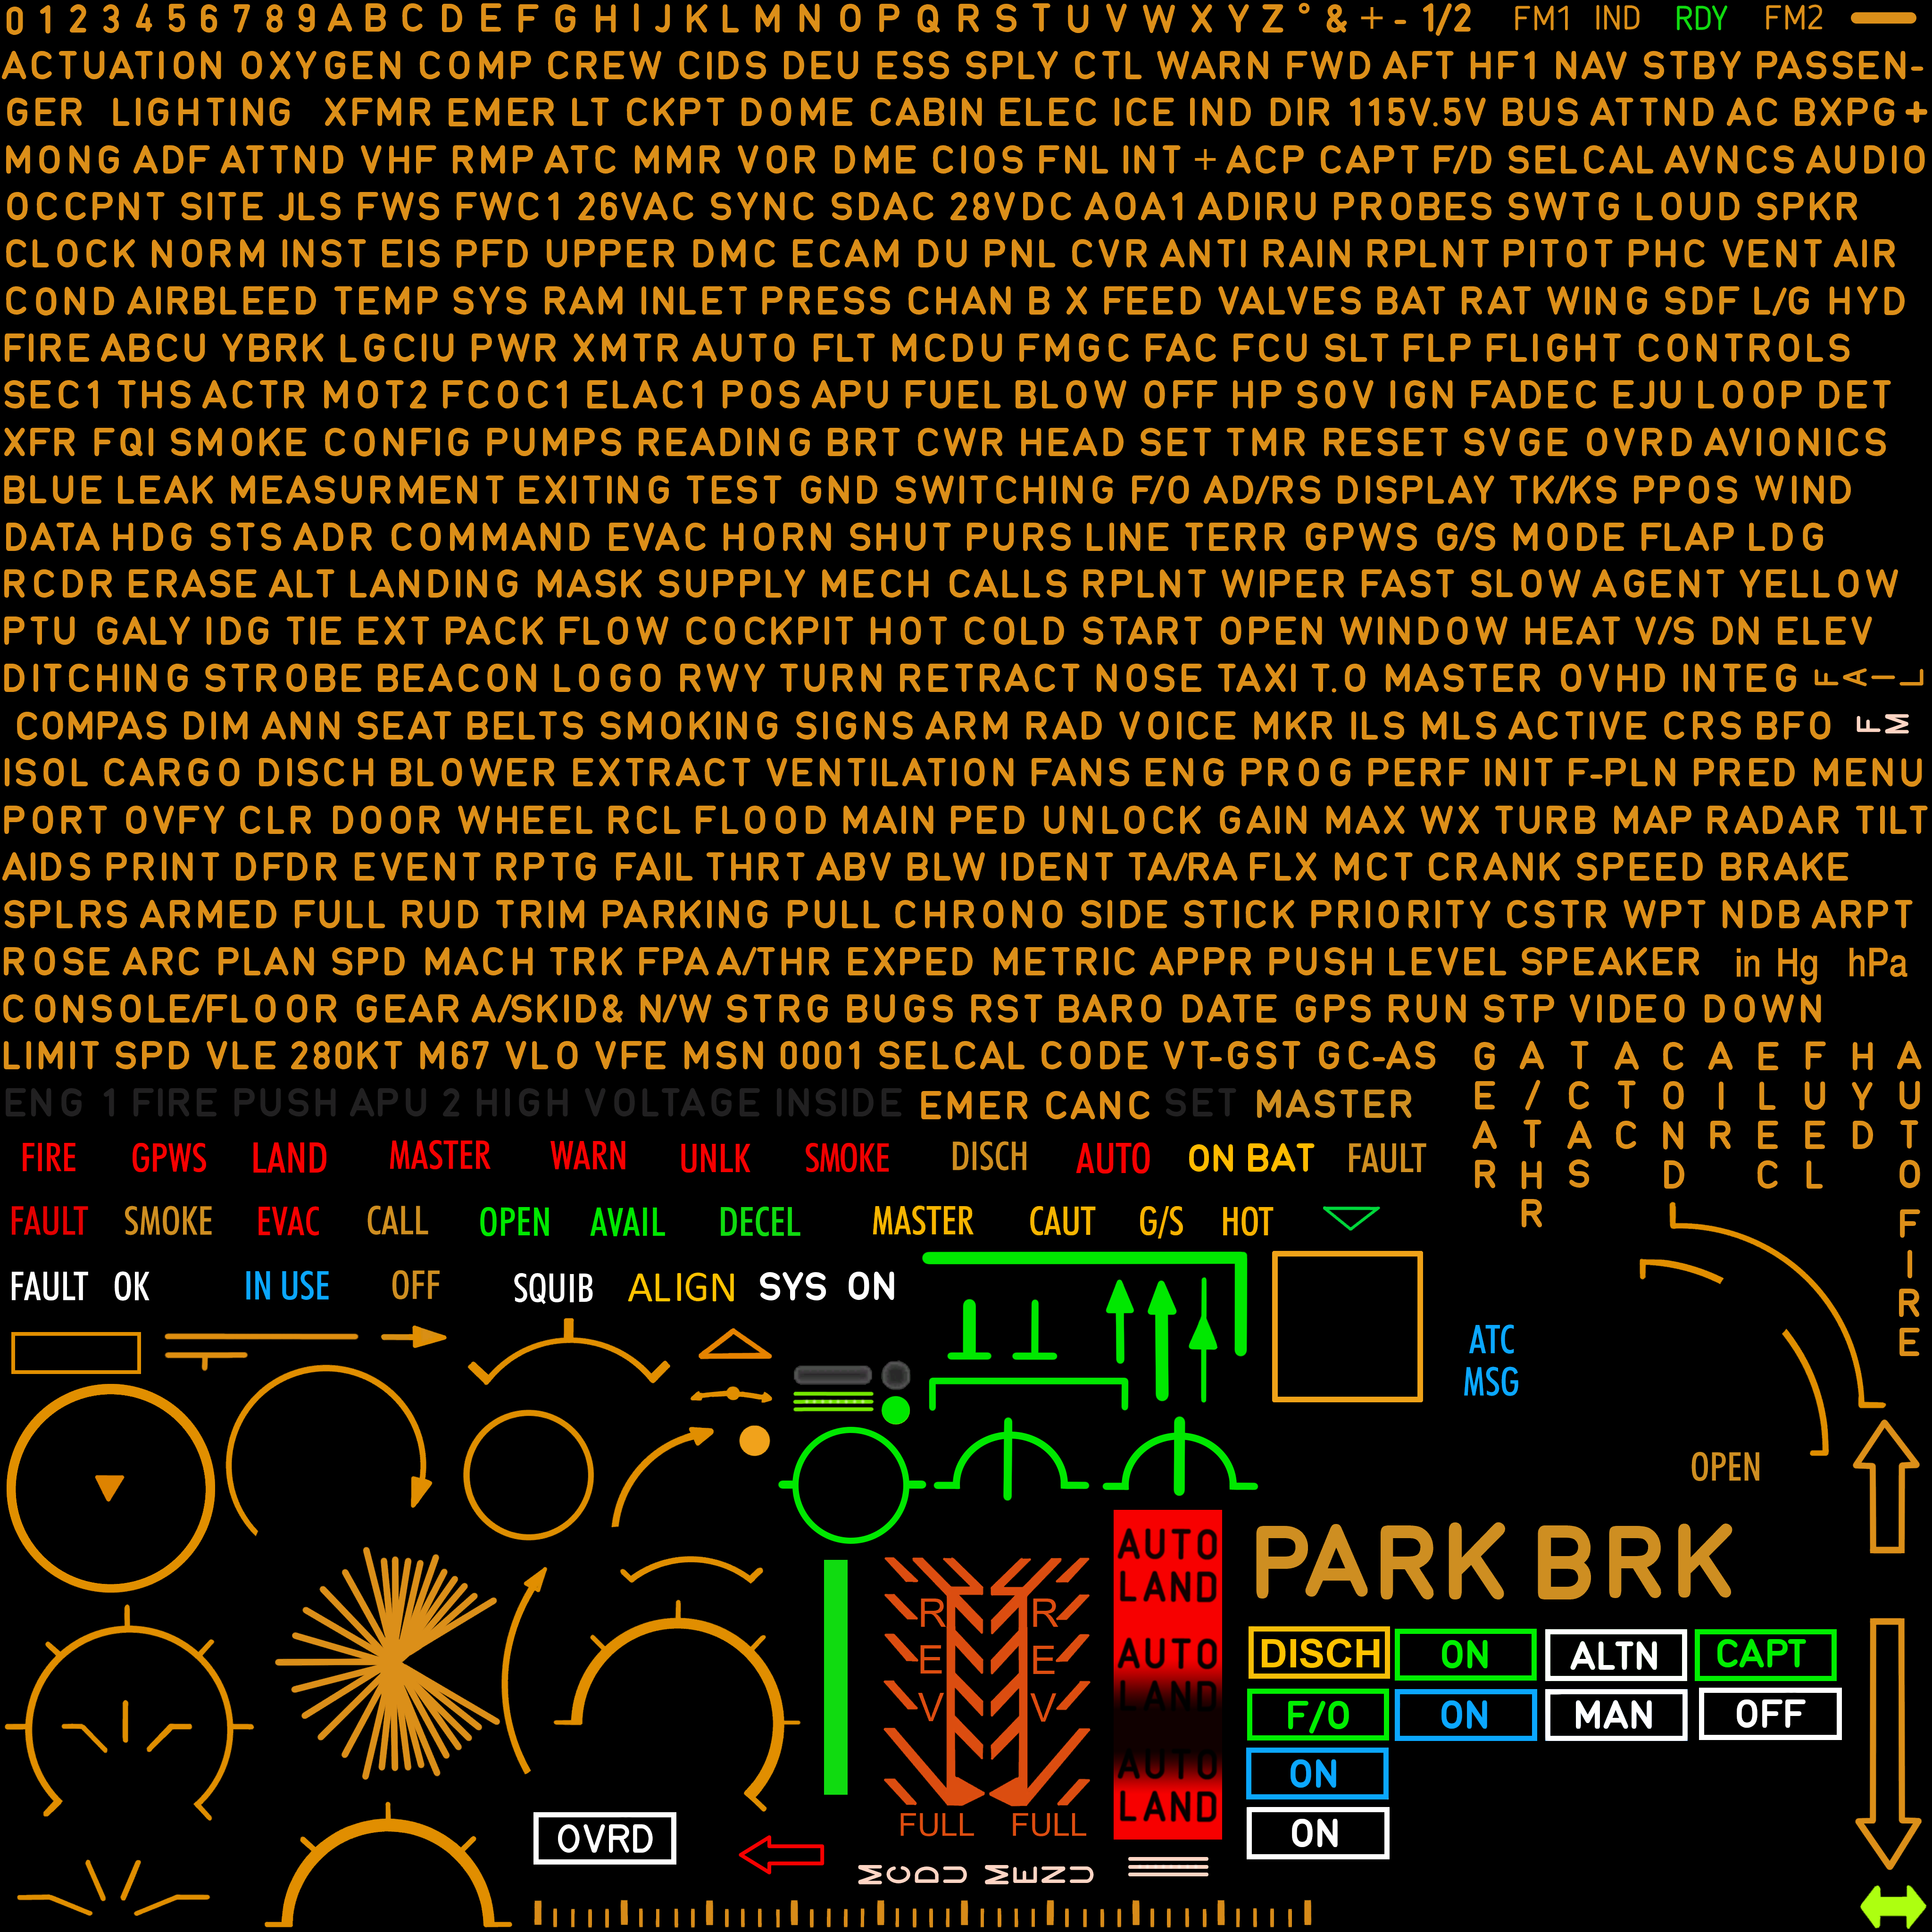 0 1 2 3 4 5 6 7 8 9 A B C D E F G H I J K L M N O P Q R S T U V W X Y Z ° & + - 1/2 FM1 IND RDY FM2
ACTUATION OXYGEN COMP CREW CIDS DEU ESS SPLY CTL WARN FWD AFT HF1 NAV STBY PASSEN-
GER LIGHTING XFMR EMER LT CKPT DOME CABIN ELEC ICE IND DIR 115V.5V BUS ATTND AC BXPG+
MONG ADF ATTND VHF RMP ATC MMR VOR DME CIOS FNL INT + ACP CAPT F/D SELCAL AVNCS AUDIO
OCCPNT SITE JLS FWS FWC1 26VAC SYNC SDAC 28VDC AOA1 ADIRU PROBES SWTG LOUD SPKR
CLOCK NORM INST EIS PFD UPPER DMC ECAM DU PNL CVR ANTI RAIN RPLNT PITOT PHC VENT AIR
COND AIRBLEED TEMP SYS RAM INLET PRESS CHAN B X FEED VALVES BAT RAT WING SDF L/G HYD
FIRE ABCU YBRK LGCIU PWR XMTR AUTO FLT MCDU FMGC FAC FCU SLT FLP FLIGHT CONTROLS
SEC1 THS ACTR MOT2 FCOC1 ELAC1 POS APU FUEL BLOW OFF HP SOV IGN FADEC EJU LOOP DET
XFR FQI SMOKE CONFIG PUMPS READING BRT CWR HEAD SET TMR RESET SVGE OVRD AVIONICS
BLUE LEAK MEASURMENT EXITING TEST GND SWITCHING F/O AD/RS DISPLAY TK/KS PPOS WIND
DATA HDG STS ADR COMMAND EVAC HORN SHUT PURS LINE TERR GPWS G/S MODE FLAP LDG
RCDR ERASE ALT LANDING MASK SUPPLY MECH CALLS RPLNT WIPER FAST SLOW AGENT YELLOW
PTU GALY IDG TIE EXT PACK FLOW COCKPIT HOT COLD START OPEN WINDOW HEAT V/S DN ELEV
DITCHING STROBE BEACON LOGO RWY TURN RETRACT NOSE TAXI T.O MASTER OVHD INTEG FAIL
COMPAS DIM ANN SEAT BELTS SMOKING SIGNS ARM RAD VOICE MKR ILS MLS ACTIVE CRS BFO FM
ISOL CARGO DISCH BLOWER EXTRACT VENTILATION FANS ENG PROG PERF INIT F-PLN PRED MENU
PORT OVFY CLR DOOR WHEEL RCL FLOOD MAIN PED UNLOCK GAIN MAX WX TURB MAP RADAR TILT
AIDS PRINT DFDR EVENT RPTG FAIL THRT ABV BLW IDENT TA/RA FLX MCT CRANK SPEED BRAKE
SPLRS ARMED FULL RUD TRIM PARKING PULL CHRONO SIDE STICK PRIORITY CSTR WPT NDB ARPT
ROSE ARC PLAN SPD MACH TRK FPA A/THR EXPED METRIC APPR PUSH LEVEL SPEAKER in Hg hPa
CONSOLE/FLOOR GEAR A/SKID& N/W STRG BUGS RST BARO DATE GPS RUN STP VIDEO DOWN
LIMIT SPD VLE 280KT M67 VLO VFE MSN 0001 SELCAL CODE VT-GST GC-AS
GEAR
A/THR
TCAS
ATC
COND
AIR
ELEC
FUEL
HYD
AUTO
FIRE
ENG 1 FIRE PUSH APU 2 HIGH VOLTAGE INSIDE EMER CANC SET MASTER
FIRE GPWS LAND MASTER WARN UNLK SMOKE DISCH AUTO ON BAT FAULT
FAULT SMOKE EVAC CALL OPEN AVAIL DECEL MASTER CAUT G/S HOT
FAULT OK IN USE OFF SQUIB ALIGN SYS ON
ATC
MSG
OPEN
AUTO
LAND
PARK BRK
REV REV
AUTO
LAND
DISCH ON ALTN CAPT
F/O ON MAN OFF
AUTO
LAND
ON
FULL FULL
OVRD
ON
MCDU MENU